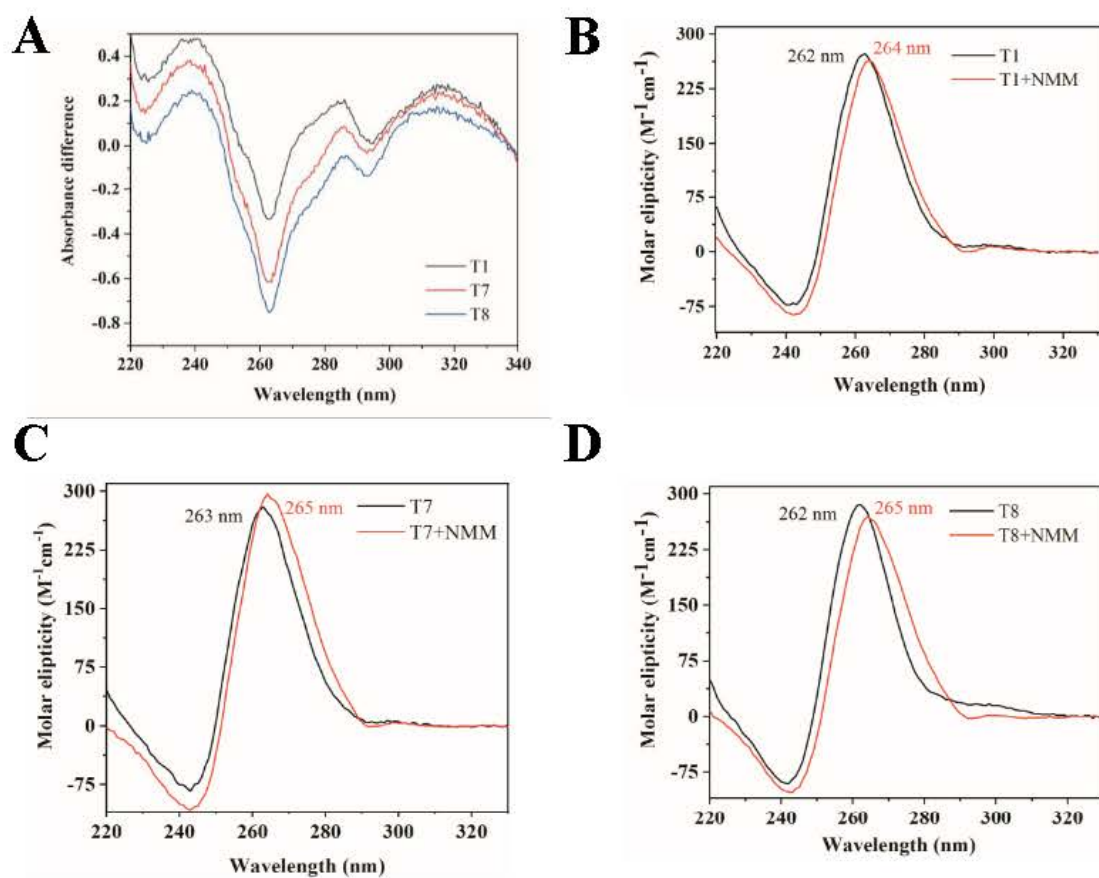 A
Absorbance difference
0.4
0.2
0.0
-0.2
-0.4
-0.6
-0.8
T1
T7
T8
220 240 260 280 300 320 340
Wavelength (nm)
B
Molar elipticity (M-1cm-1)
300
225
150
75
0
-75
262 nm
264 nm
T1
T1+NMM
220 240 260 280 300 320
Wavelength (nm)
C
Molar elipticity (M-1cm-1)
300
225
150
75
0
-75
263 nm
265 nm
T7
T7+NMM
220 240 260 280 300 320
Wavelength (nm)
D
Molar elipticity (M-1cm-1)
300
225
150
75
0
-75
262 nm
265 nm
T8
T8+NMM
220 240 260 280 300 320
Wavelength (nm)